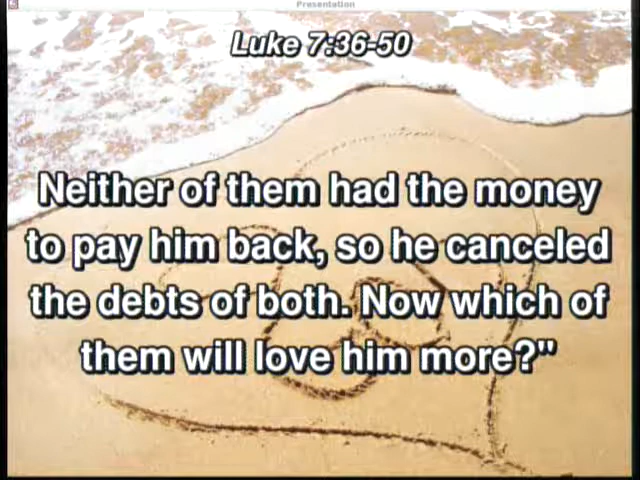 Presentation
Luke 7:36-50
Neither of them had the money
to pay him back, so he canceled
the debts of both. Now which of
them will love him more?"